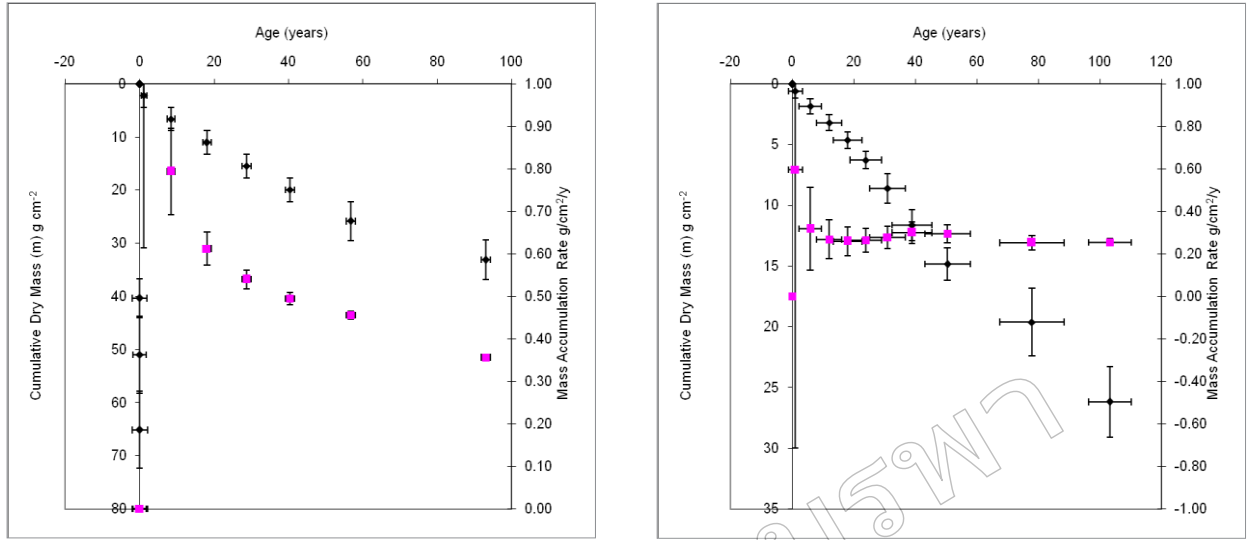 Age (years)
-20 0 20 40 60 80 100
0 1.00
10 0.90
20 0.80
30 0.70
40 0.60
50 0.50
60 0.40
70 0.30
80 0.20
0.10
0.00
Cumulative Dry Mass (m) g cm-2
Mass Accumulation Rate g/cm2/y
Age (years)
-20 0 20 40 60 80 100 120
0 1.00
5 0.80
10 0.60
15 0.40
20 0.20
25 0.00
30 -0.20
35 -0.40
-0.60
-0.80
-1.00
Cumulative Dry Mass (m) g cm-2
Mass Accumulation Rate g/cm2/y